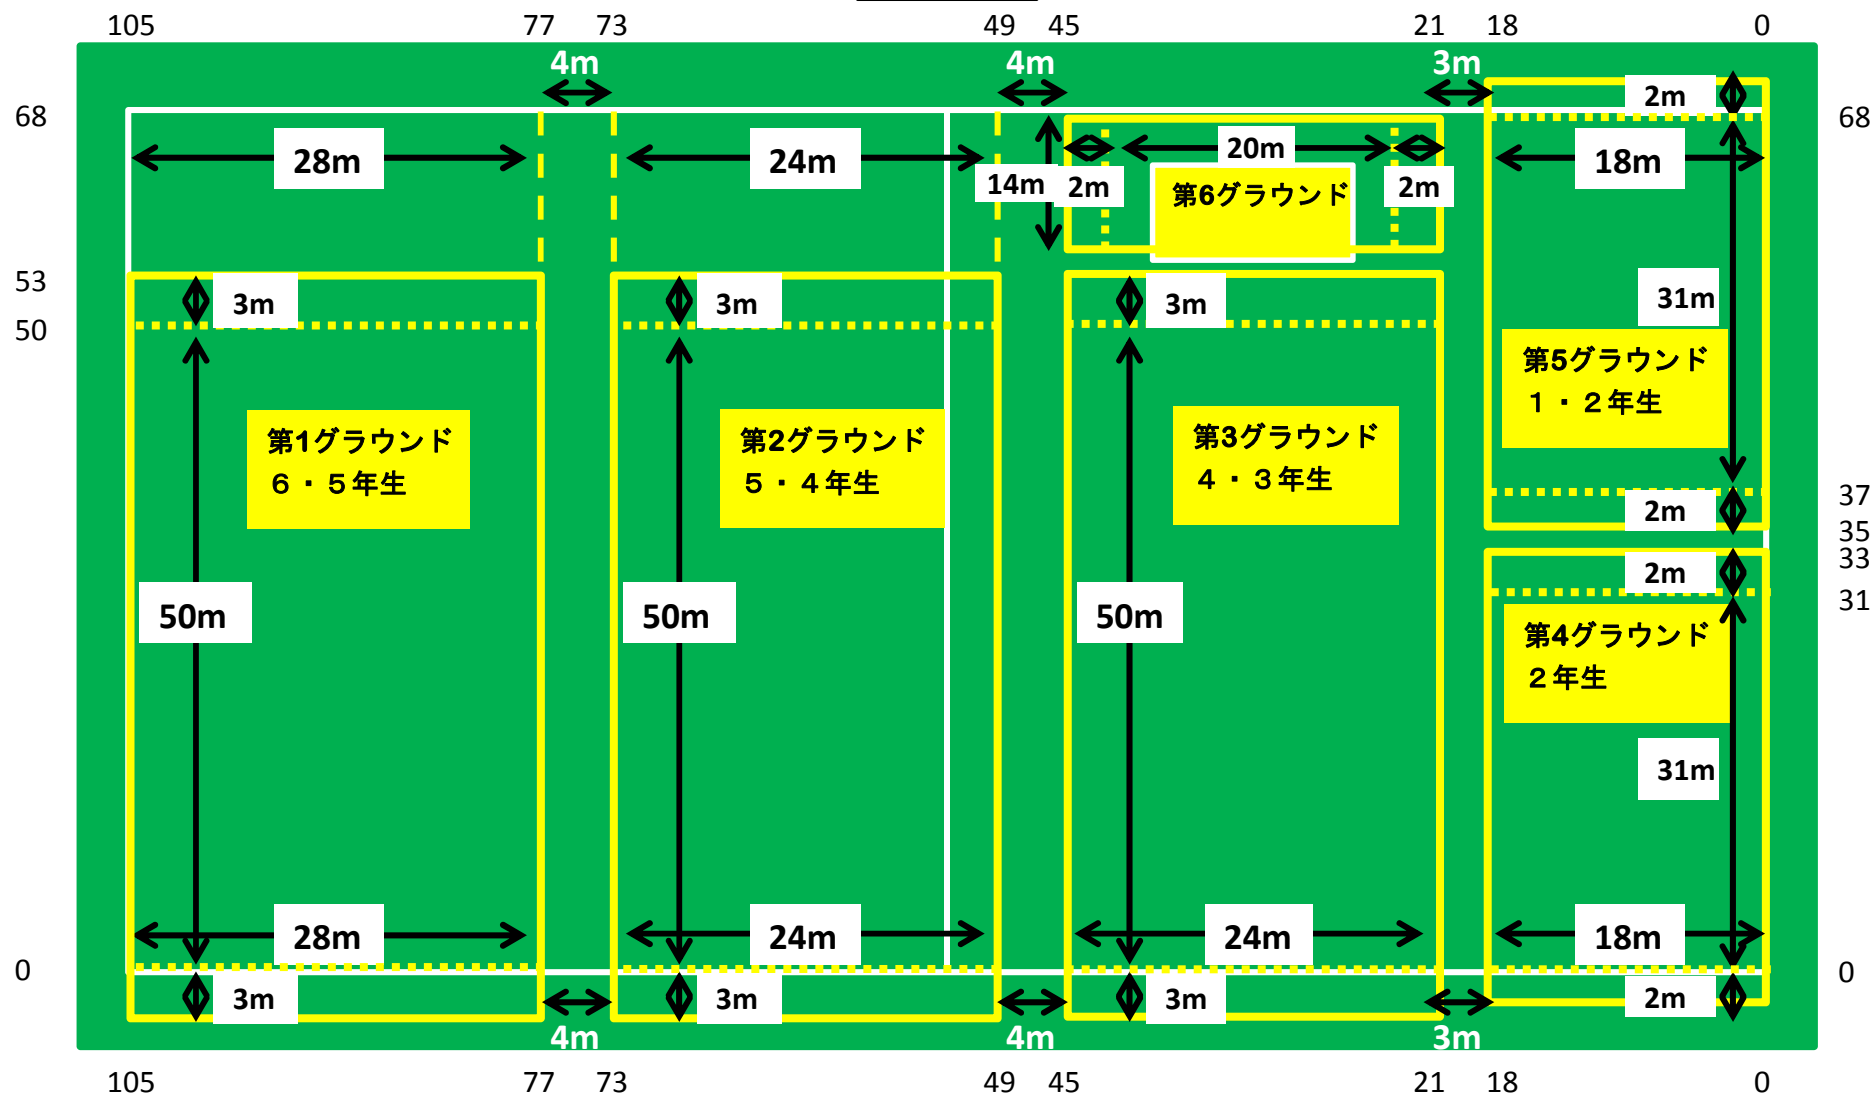 105 77 73 49 45 21 18 0
4m 4m 3m
68 2m 68
28m 24m 20m 18m
14m 2m 2m
第6グラウンド
53 3m 3m 3m 31m
50
第5グラウンド
１・２年生
第1グラウンド
６・５年生
第2グラウンド
５・４年生
第3グラウンド
４・３年生
37
2m
35
33
2m
31
50m 50m 50m
第4グラウンド
２年生
31m
28m 24m 24m 18m
0 0
3m 3m 3m 2m
4m 4m 3m
105 77 73 49 45 21 18 0